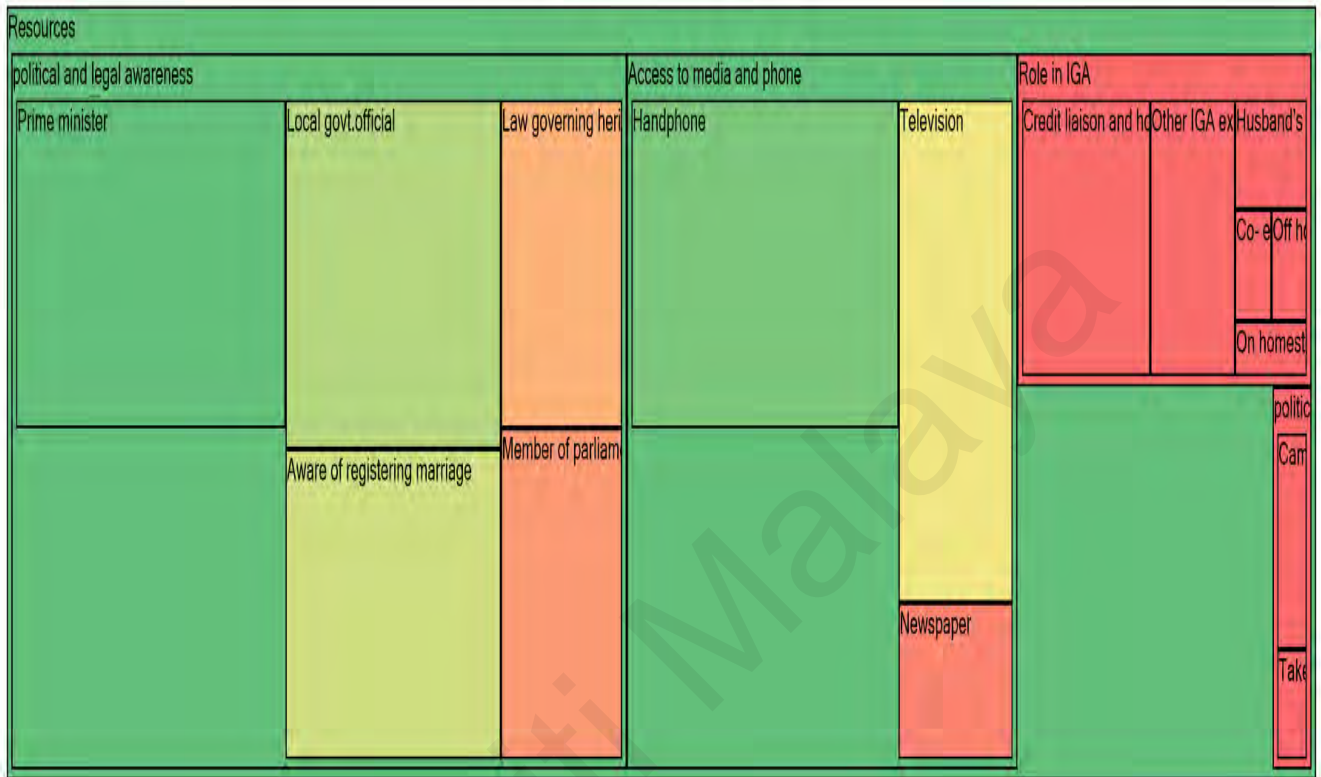 Resources
political and legal awareness
Access to media and phone
Role in IGA
Prime minister
Local govt.official
Law governing heri
Handphone
Television
Credit liaison and ho
Other IGA ex
Husband's
Co- e
Off ho
On homest
politic
Cam
Take
Aware of registering marriage
Member of parliam
Newspaper
ti Malaya